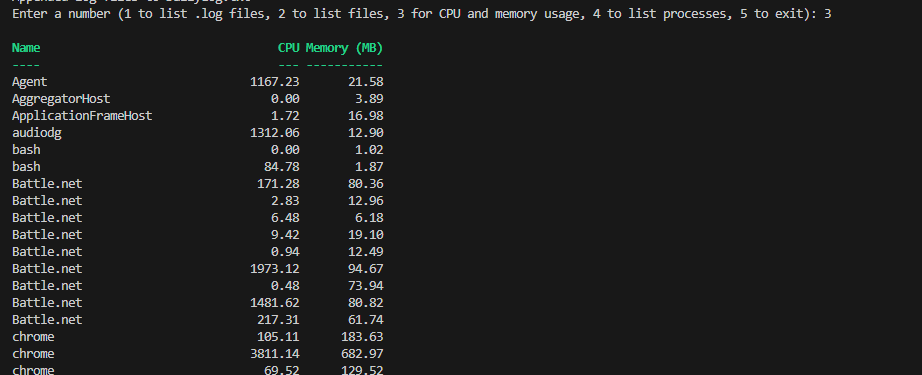 Enter a number (1 to list .log files, 2 to list files, 3 for CPU and memory usage, 4 to list processes, 5 to exit): 3
Name CPU Memory (MB)
---- --- -----------
Agent 1167.23 21.58
AggregatorHost 0.00 3.89
ApplicationFrameHost 1.72 16.98
audiodg 1312.06 12.90
bash 0.00 1.02
bash 84.78 1.87
Battle.net 171.28 80.36
Battle.net 2.83 12.96
Battle.net 6.48 6.18
Battle.net 9.42 19.10
Battle.net 0.94 12.49
Battle.net 1973.12 94.67
Battle.net 0.48 73.94
Battle.net 1481.62 80.82
Battle.net 217.31 61.74
chrome 105.11 183.63
chrome 3811.14 682.97
chrome 69.52 129.52